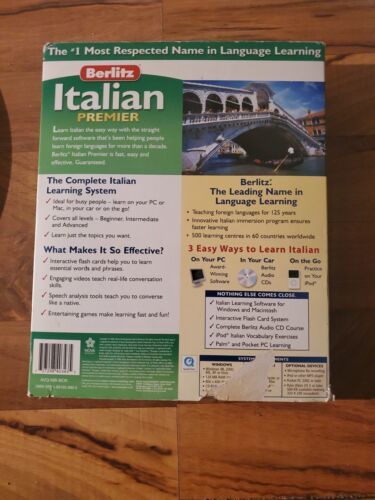 The #1 Most Respected Name in Language Learning
Berlitz
Italian
PREMIER
Learn Italian the easy way with the straight
forward software that's been helping people
learn foreign languages for more than a decade.
Berlitz® Italian Premier is fast, easy and
effective. Guaranteed.
The Complete Italian
Learning System
✓ Ideal for busy people – learn on your PC or
Mac, in your car or on the go!
✓ Covers all levels – Beginner, Intermediate
and Advanced
✓ Learn just the topics you want.
What Makes It So Effective?
✓ Interactive flash cards help you to learn
essential words and phrases.
✓ Engaging videos teach real-life conversation
skills.
✓ Speech analysis tools teach you to converse
like a native.
✓ Entertaining games make learning fast and fun!
Berlitz:
The Leading Name in
Language Learning
• Teaching foreign languages for 125 years
• Innovative Italian immersion program ensures
faster learning
• 500 learning centres in 60 countries worldwide
3 Easy Ways to Learn Italian
On Your PC
Award-
Winning
Software
In Your Car
Berlitz
Audio
CDs
On the Go
Practice
on Your
iPod®
NOTHING ELSE COMES CLOSE.
✓ Italian Learning Software for
Windows and Macintosh
✓ Interactive Flash Card System
✓ Complete Berlitz Audio CD Course
✓ iPod® Italian Vocabulary Exercises
✓ Palm® and Pocket PC Learning
WINDOWS
OPTIONAL DEVICES